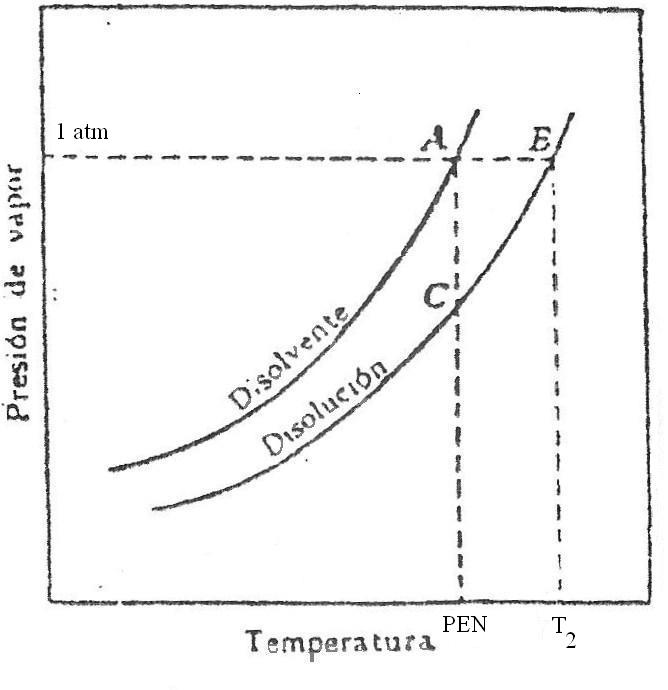 1 atm
A
E
Presión de vapor
C
Disolvente
Disolución
PEN
T2
Temperatura